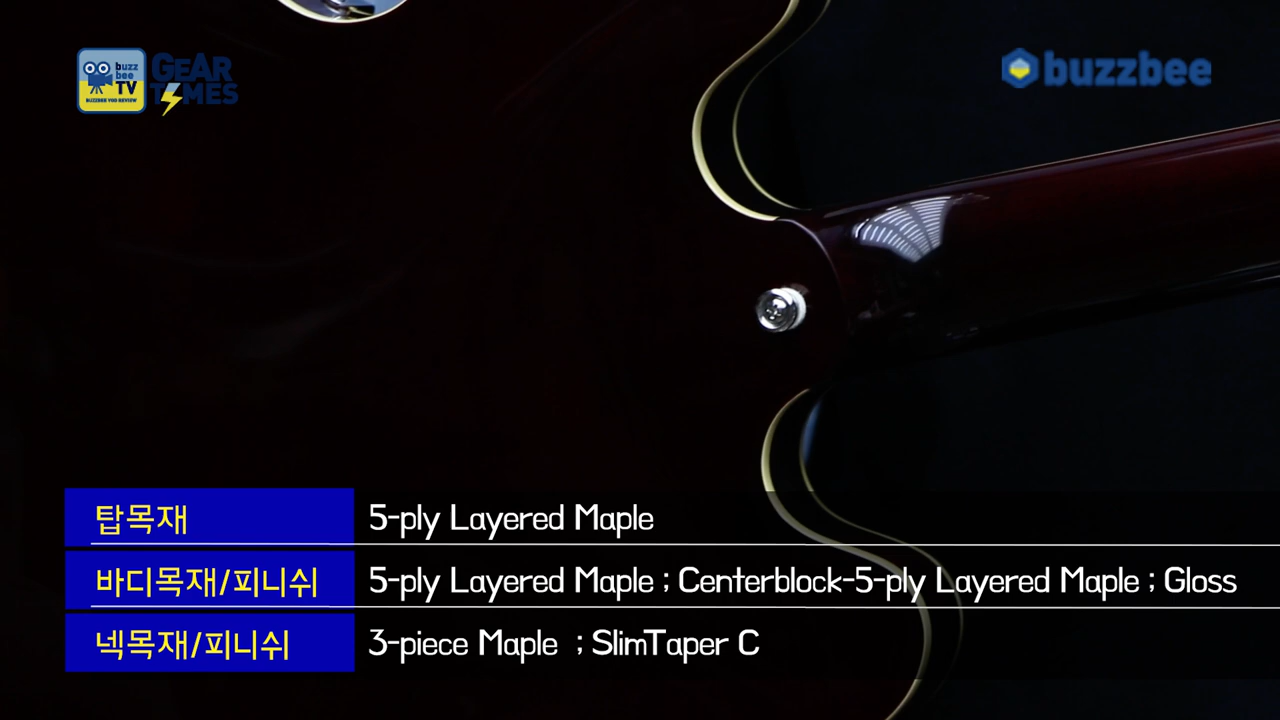 buzz
bee
TV
BUZZBEE VOD REVIEW
GEAR
TIMES
buzzbee
탑목재 5-ply Layered Maple
바디목재/피니쉬 5-ply Layered Maple ; Centerblock-5-ply Layered Maple ; Gloss
넥목재/피니쉬 3-piece Maple ; SlimTaper C